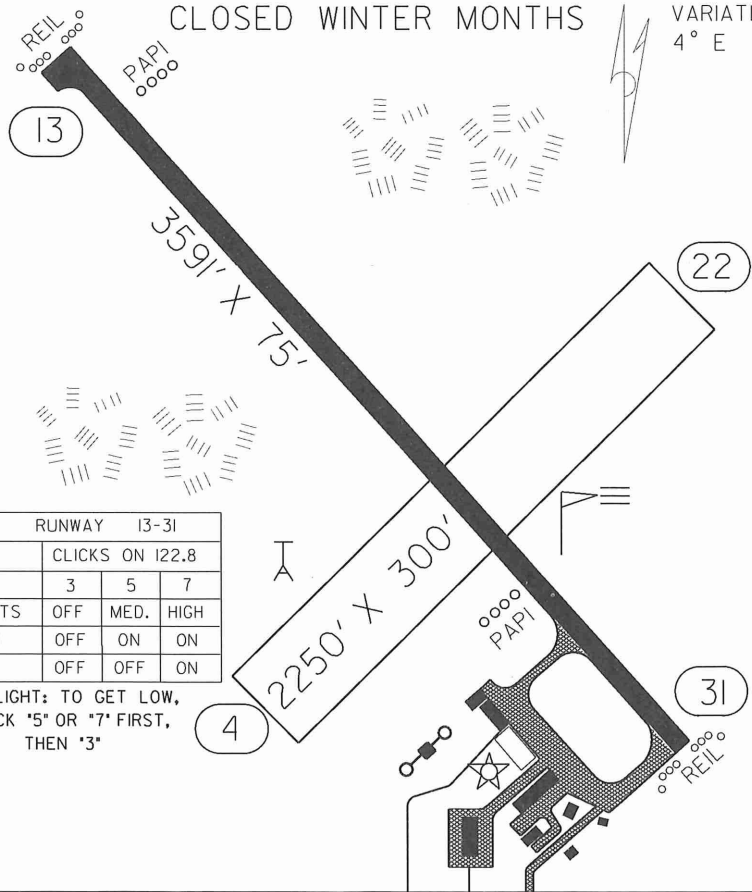 CLOSED WINTER MONTHS
VARIATI
4° E
REIL
PAPI
13
3591' X 75'
22
RUNWAY 13-31
CLICKS ON 122.8
3 5 7
TS OFF MED. HIGH
OFF ON ON
OFF OFF ON
LIGHT: TO GET LOW,
CK "5" OR "7" FIRST,
THEN "3"
2250' X 300'
4
PAPI
31
REIL